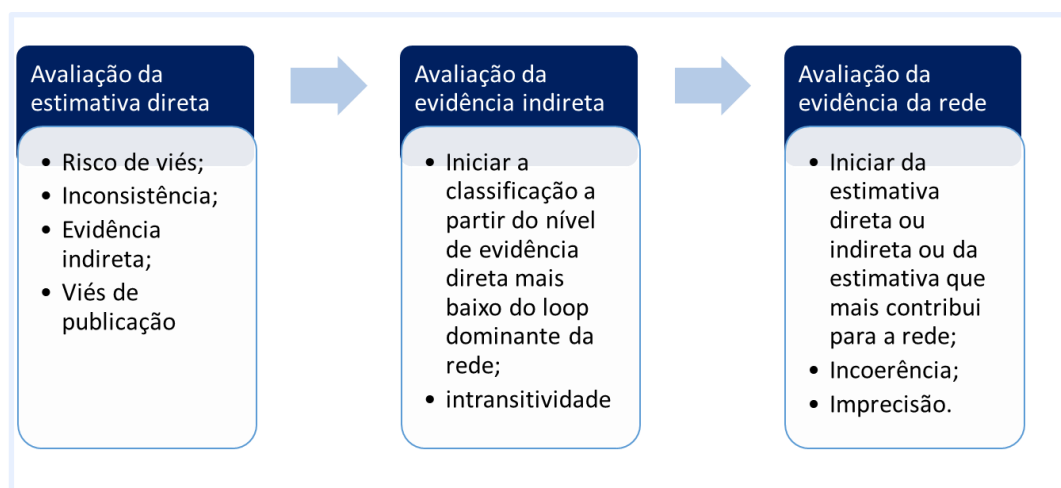 Avaliação da
estimativa direta
• Risco de viés;
• Inconsistência;
• Evidência
indireta;
• Viés de
publicação
Avaliação da
evidência indireta
• Iniciar a
classificação a
partir do nível
de evidência
direta mais
baixo do loop
dominante da
rede;
• intransitividade
Avaliação da
evidência da rede
• Iniciar da
estimativa
direta ou
indireta ou da
estimativa que
mais contribui
para a rede;
• Incoerência;
• Imprecisão.